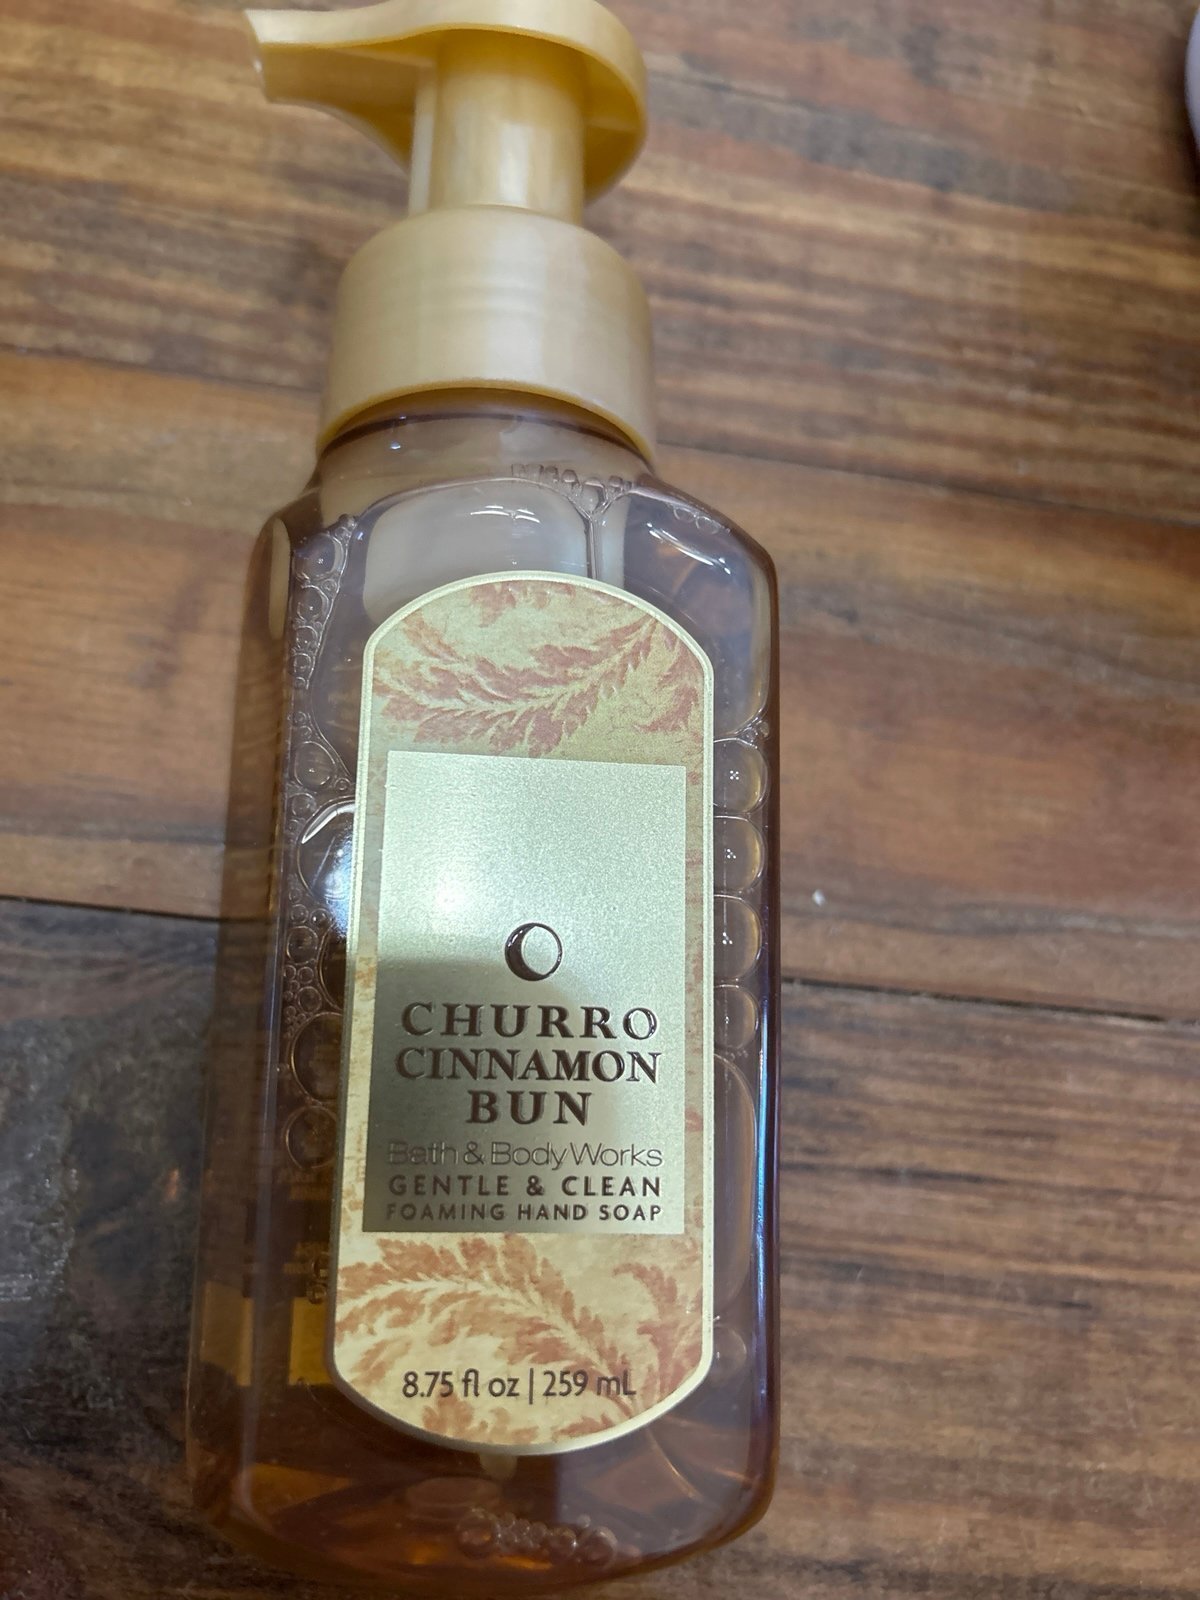 CHURRO
CINNAMON
BUN
Bath & Body Works
GENTLE & CLEAN
FOAMING HAND SOAP
8.75 fl oz | 259 mL